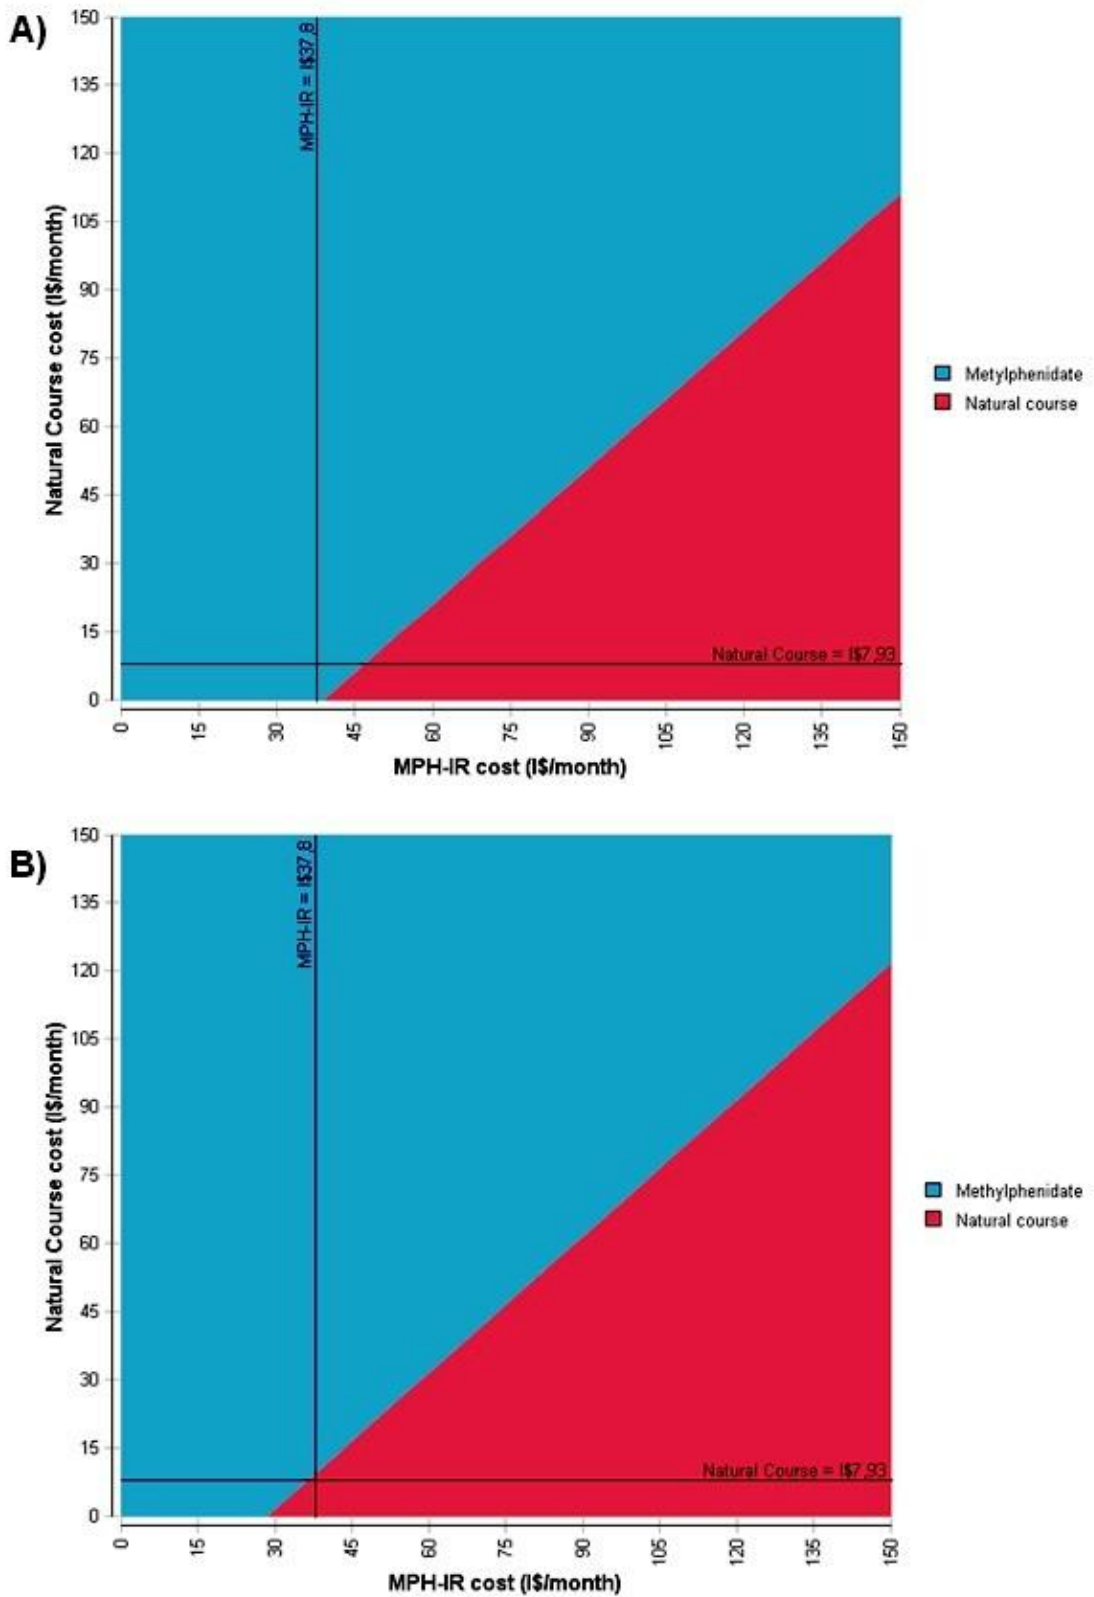 A)
150
135
120
105
90
75
60
45
30
15
0
Natural Course cost (I$/month)
MPH-IR = I$37,8
Natural Course = I$7,93
0 15 30 45 60 75 90 105 120 135 150
MPH-IR cost (I$/month)
Metylphenidate
Natural course
B)
150
135
120
105
90
75
60
45
30
15
0
Natural Course cost (I$/month)
MPH-IR = I$37,8
Natural Course = I$7,93
0 15 30 45 60 75 90 105 120 135 150
MPH-IR cost (I$/month)
Methylphenidate
Natural course